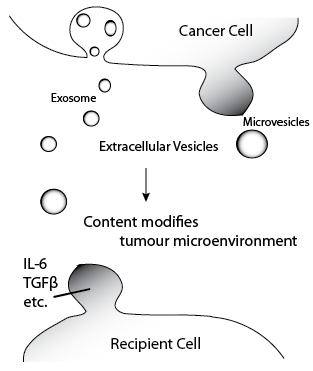 Cancer Cell
Exosome
Microvesicles
Extracellular Vesicles
Content modifies
tumour microenvironment
IL-6
TGFβ
etc.
Recipient Cell